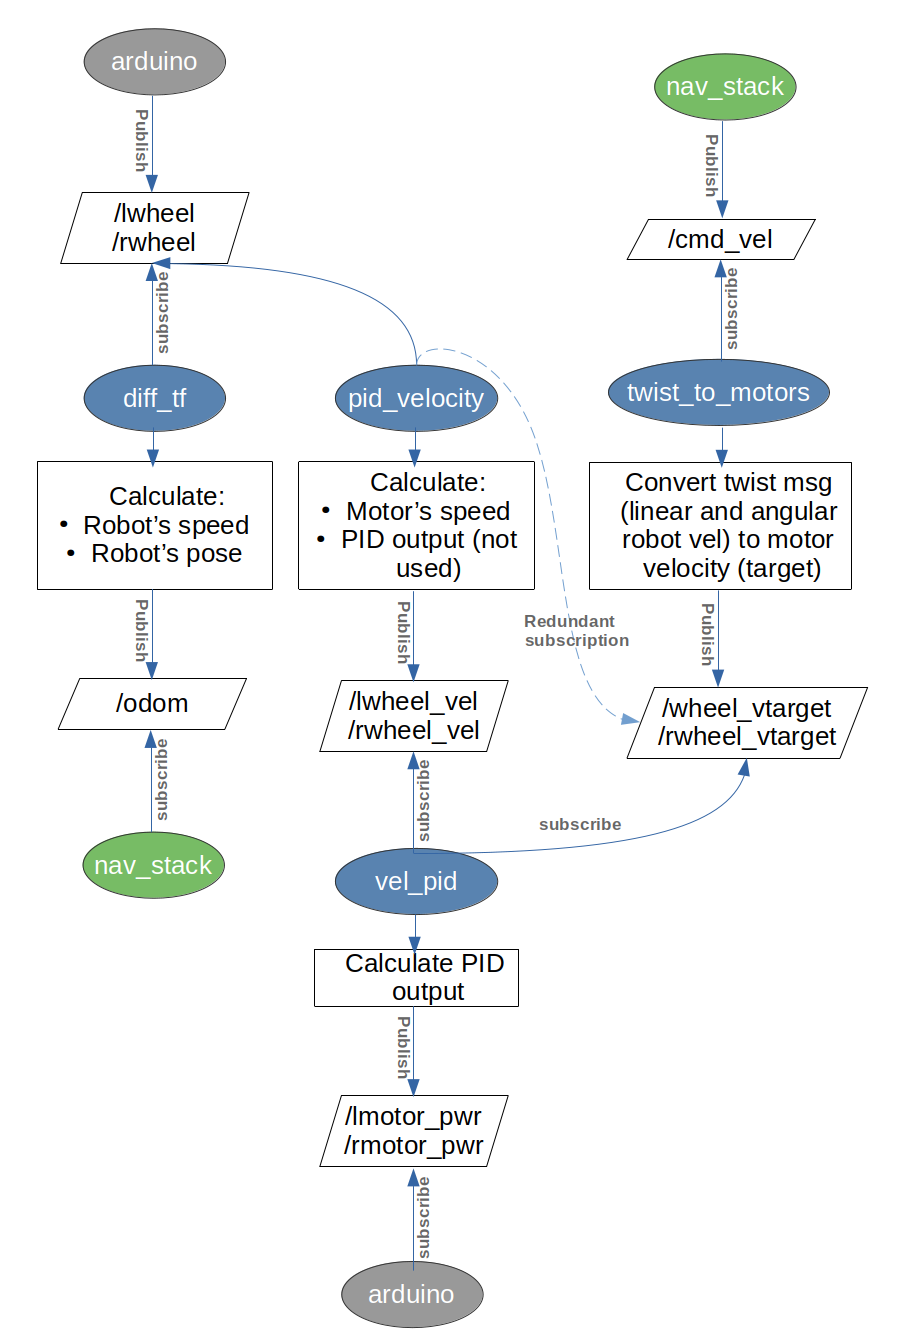 arduino
Publish
/lwheel
/rwheel
subscribe
diff_tf
Calculate:
• Robot’s speed
• Robot’s pose
Publish
/odom
subscribe
nav_stack
pid_velocity
Calculate:
• Motor’s speed
• PID output (not
used)
Publish
/lwheel_vel
/rwheel_vel
subscribe
vel_pid
Calculate PID
output
Publish
/lmotor_pwr
/rmotor_pwr
subscribe
arduino
nav_stack
Publish
/cmd_vel
subscribe
twist_to_motors
Convert twist msg
(linear and angular
robot vel) to motor
velocity (target)
Publish
Redundant
subscription
/wheel_vtarget
/rwheel_vtarget
subscribe